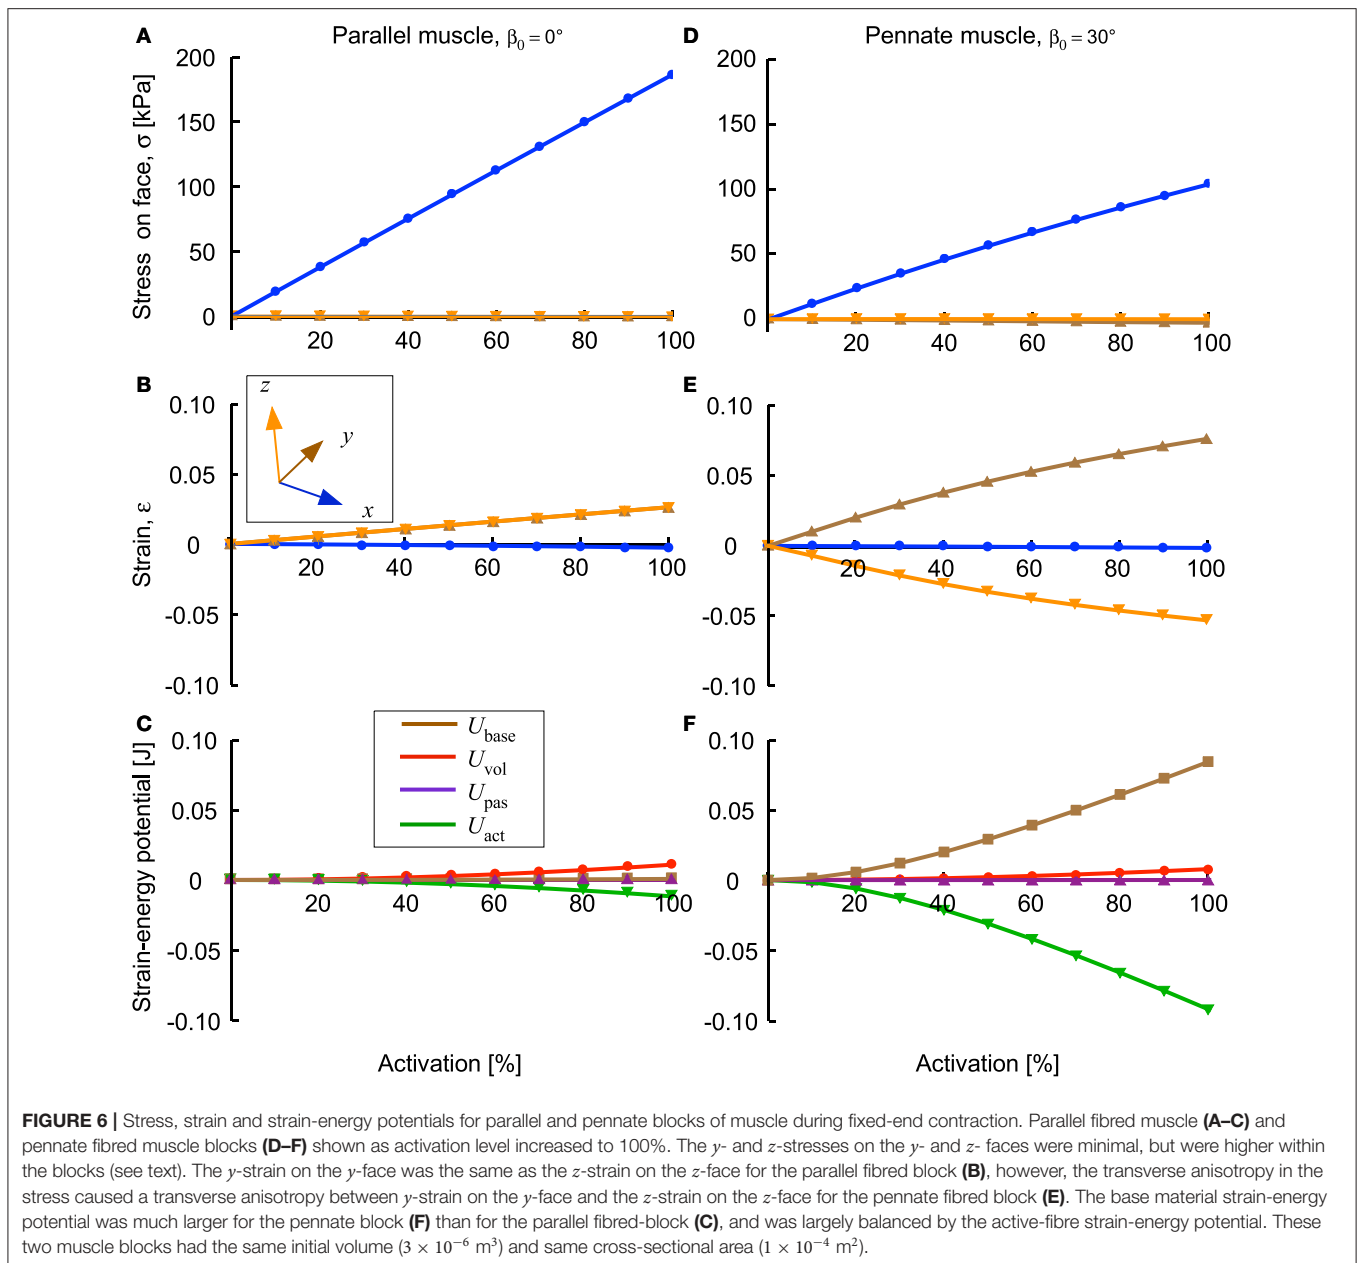 A
Parallel muscle, β0 = 0°
D
Pennate muscle, β0 = 30°
Stress on face, σ [kPa]
200
150
100
50
0
20 40 60 80 100
200
150
100
50
0
20 40 60 80 100
B
Strain, ε
0.10
0.05
0
-0.05
-0.10
z
y
x
20 40 60 80 100
E
0.10
0.05
0
-0.05
-0.10
20 40 60 80 100
C
Strain-energy potential [J]
0.10
0.05
0
-0.05
-0.10
Ubase
Uvol
Upas
Uact
20 40 60 80 100
F
0.10
0.05
0
-0.05
-0.10
20 40 60 80 100
Activation [%]
Activation [%]
FIGURE 6 | Stress, strain and strain-energy potentials for parallel and pennate blocks of muscle during fixed-end contraction. Parallel fibred muscle (A–C) and
pennate fibred muscle blocks (D–F) shown as activation level increased to 100%. The y- and z-stresses on the y- and z- faces were minimal, but were higher within
the blocks (see text). The y-strain on the y-face was the same as the z-strain on the z-face for the parallel fibred block (B), however, the transverse anisotropy in the
stress caused a transverse anisotropy between y-strain on the y-face and the z-strain on the z-face for the pennate fibred block (E). The base material strain-energy
potential was much larger for the pennate block (F) than for the parallel fibred-block (C), and was largely balanced by the active-fibre strain-energy potential. These
two muscle blocks had the same initial volume (3 × 10⁻⁶ m³) and same cross-sectional area (1 × 10⁻⁴ m²).